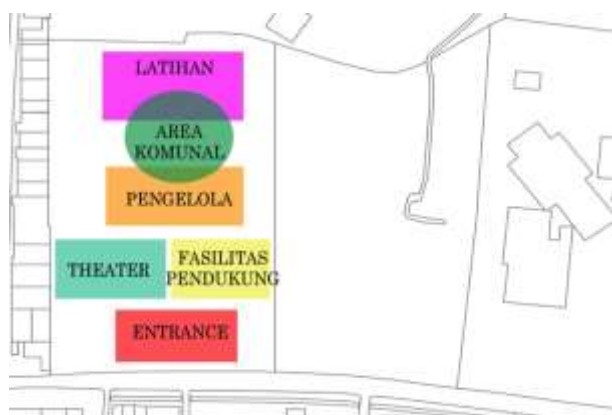 LATIHAN
AREA
KOMUNAL
PENGELOLA
THEATER
FASILITAS
PENDUKUNG
ENTRANCE